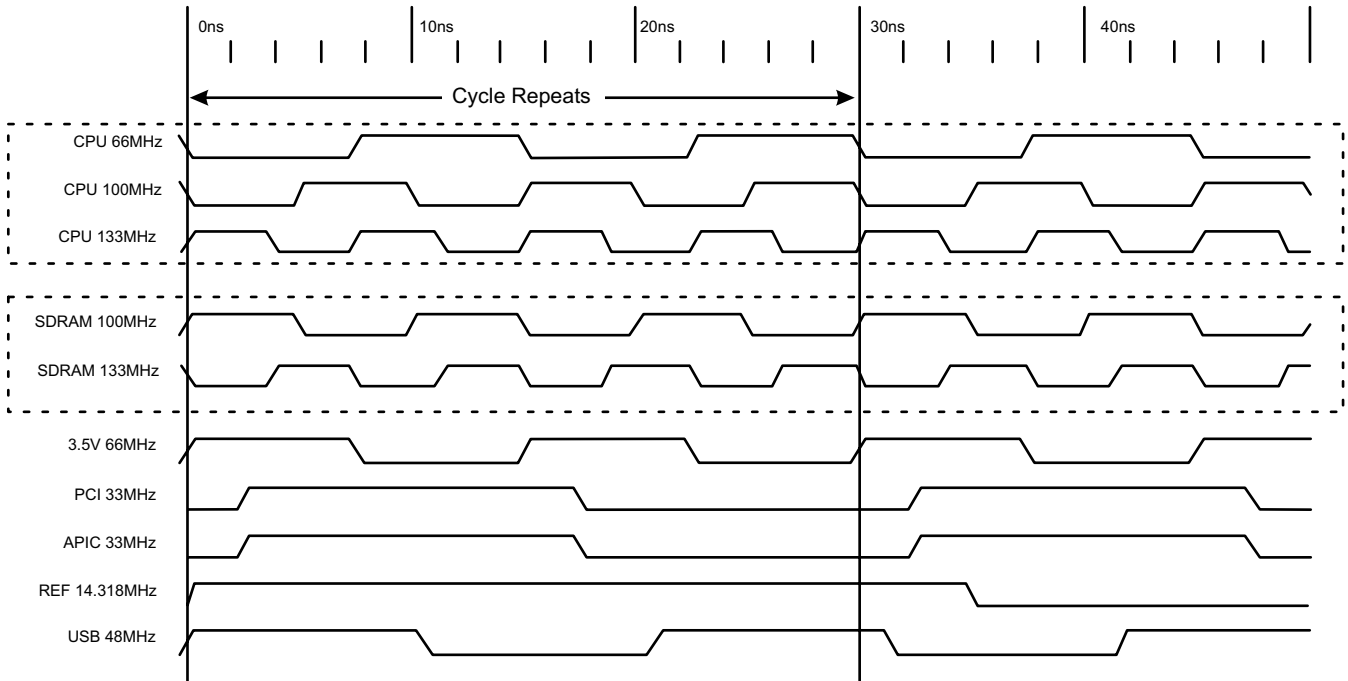 0ns 10ns 20ns 30ns 40ns
Cycle Repeats
CPU 66MHz
CPU 100MHz
CPU 133MHz
SDRAM 100MHz
SDRAM 133MHz
3.5V 66MHz
PCI 33MHz
APIC 33MHz
REF 14.318MHz
USB 48MHz